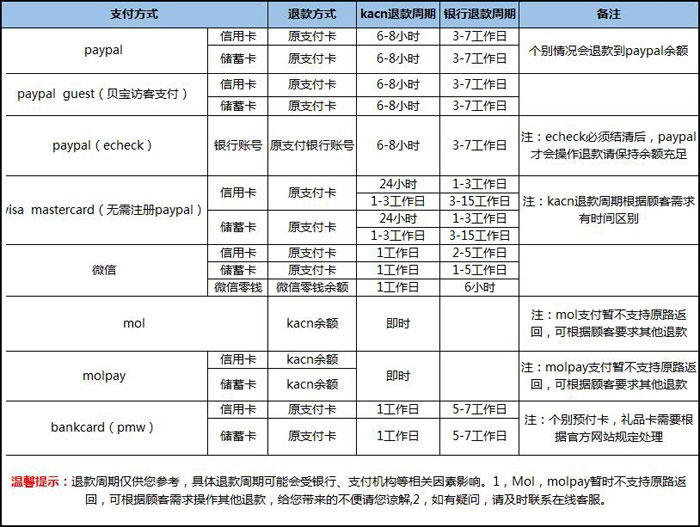 支付方式 退款方式 kacn退款周期 银行退款周期 备注
paypal 信用卡 原支付卡 6-8小时 3-7工作日 个别情况会退款到paypal余额
储蓄卡 原支付卡 6-8小时 3-7工作日
paypal guest（贝宝访客支付） 信用卡 原支付卡 6-8小时 3-7工作日
储蓄卡 原支付卡 6-8小时 3-7工作日
paypal（echeck） 银行账号 原支付银行账号 6-8小时 3-7工作日 注：echeck必须结清后，paypal
才会操作退款请保持余额充足
visa mastercard（无需注册paypal） 信用卡 原支付卡 24小时 1-3工作日 注：kacn退款周期根据顾客需求
有时间区别
1-3工作日 3-15工作日
储蓄卡 原支付卡 24小时 1-3工作日
1-3工作日 3-15工作日
微信 信用卡 原支付卡 1工作日 2-5工作日
储蓄卡 原支付卡 1工作日 1-5工作日
微信零钱 微信零钱余额 1工作日 6小时
mol kacn余额 即时 注：mol支付暂不支持原路返
回，可根据顾客要求其他退款
molpay 信用卡 kacn余额 即时 注：molpay支付暂不支持原路返
回，可根据顾客要求其他退款
储蓄卡 kacn余额
bankcard（pmw） 信用卡 原支付卡 1工作日 5-7工作日 注：个别预付卡，礼品卡需要根
据官方网站规定处理
储蓄卡 原支付卡 1工作日 5-7工作日
温馨提示：退款周期仅供您参考，具体退款周期可能会受银行、支付机构等相关因素影响。1，Mol，molpay暂时不支持原路返
回，可根据顾客需求操作其他退款，给您带来的不便请您谅解,2，如有疑问，请及时联系在线客服。